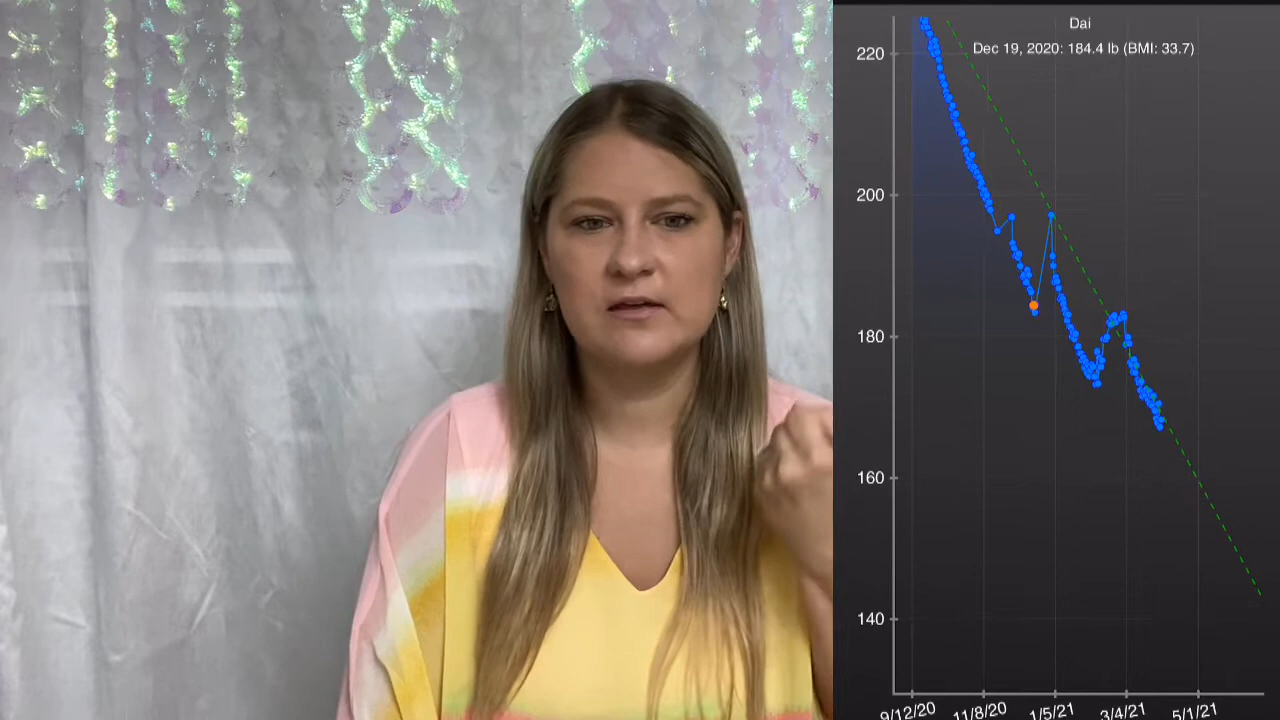 Dai
Dec 19, 2020: 184.4 lb (BMI: 33.7)
220
200
180
160
140
9/12/20 11/8/20 1/5/21 3/4/21 5/1/21